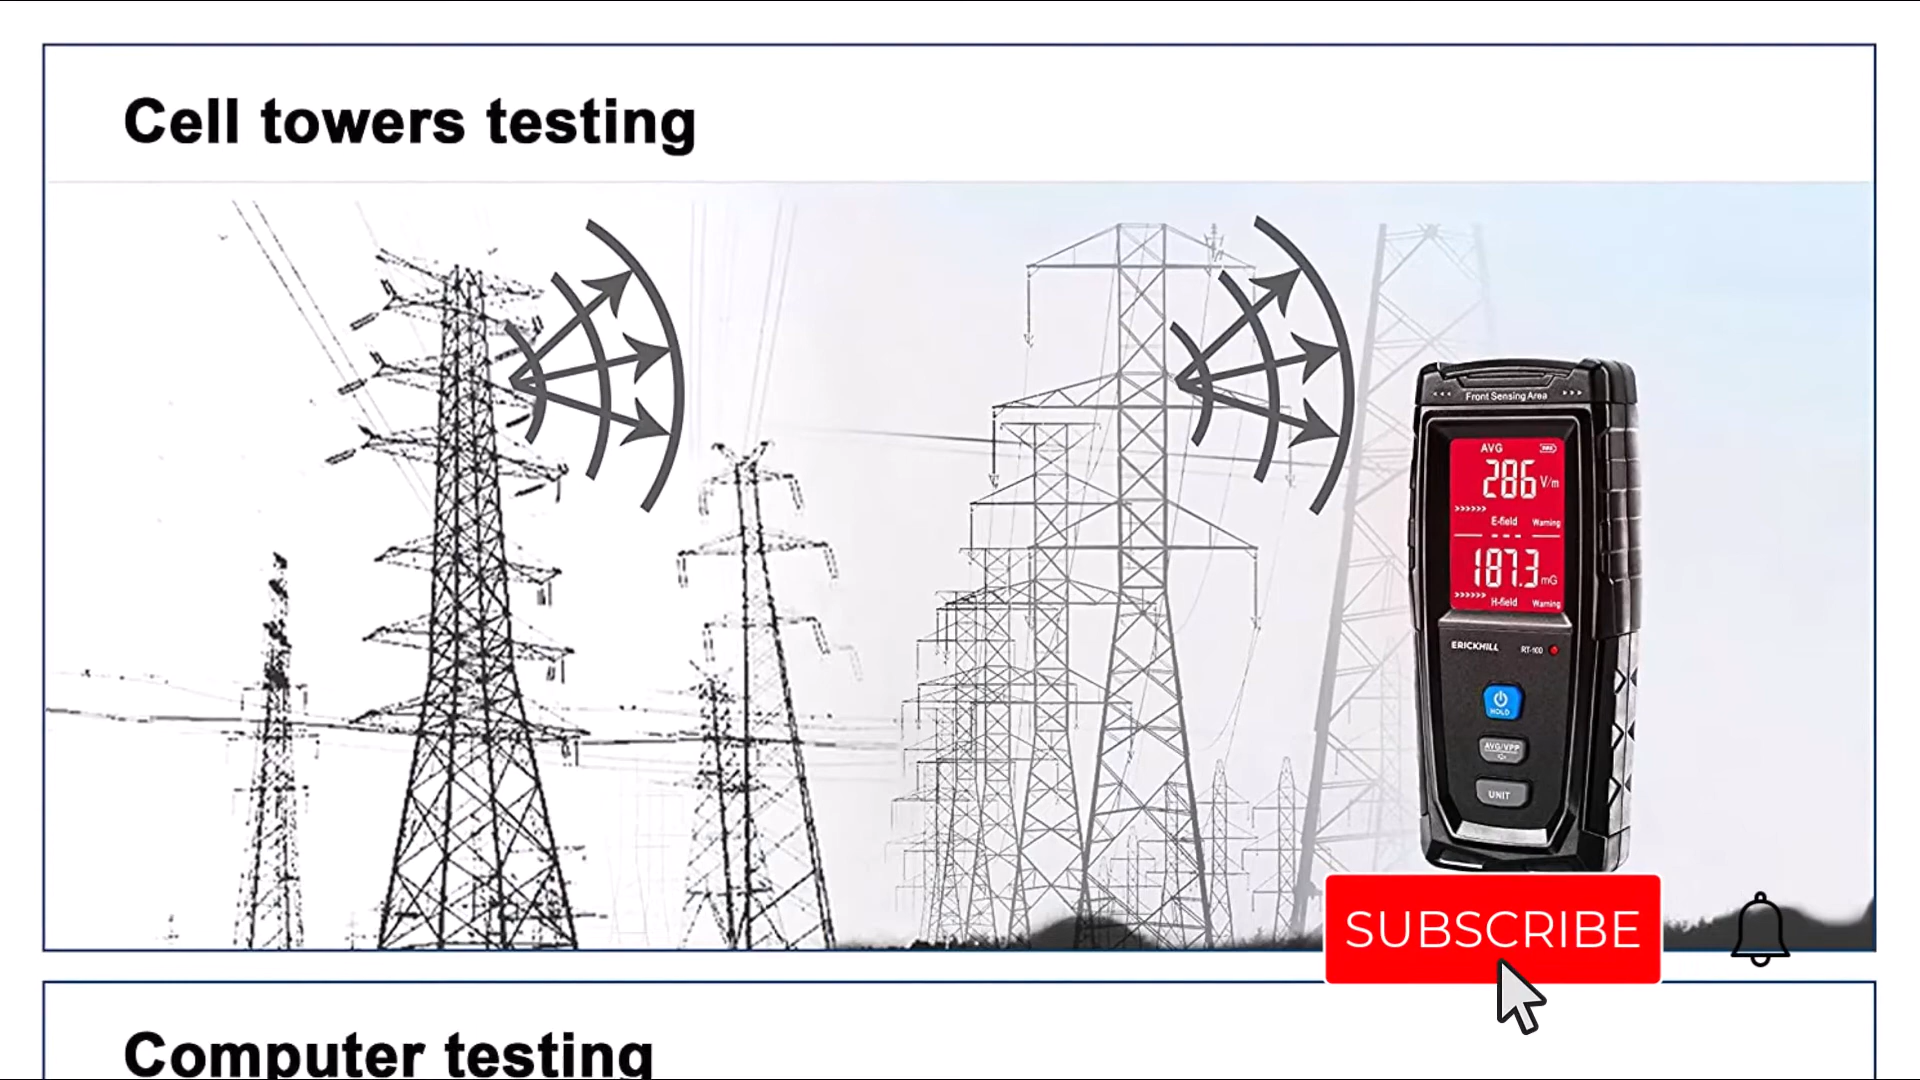 Cell towers testing
<<< Front Sensing Area >>>
AVG
286 V/m
>>>>>>
E-field Warning
187.3 mG
>>>>>>
H-field Warning
ERICKHILL RT-100
HOLD
AVG/VPP
UNIT
SUBSCRIBE
Computer testing